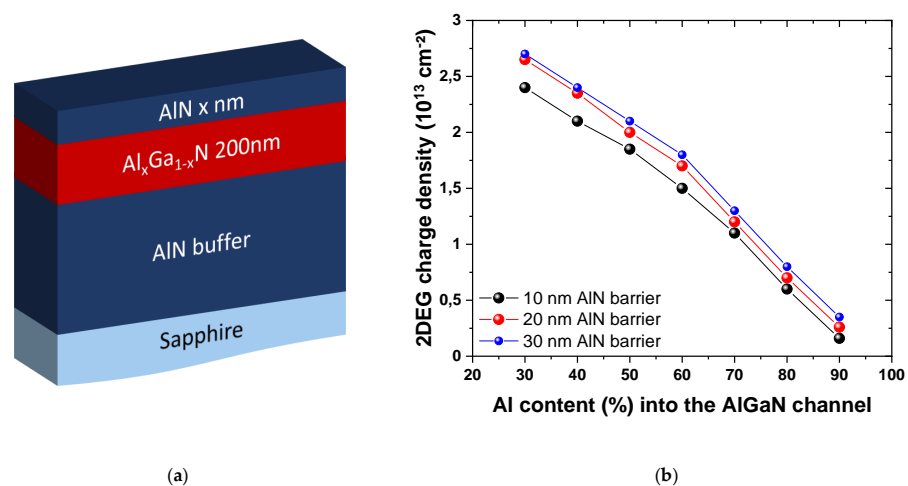 (a)
AlN x nm
AlₓGa₁₋ₓN 200nm
AlN buffer
Sapphire
(b)
2DEG charge density (10¹³ cm⁻²)
3
2,5
2
1,5
1
0,5
0
20 30 40 50 60 70 80 90 100
10 nm AlN barrier
20 nm AlN barrier
30 nm AlN barrier
Al content (%) into the AlGaN channel